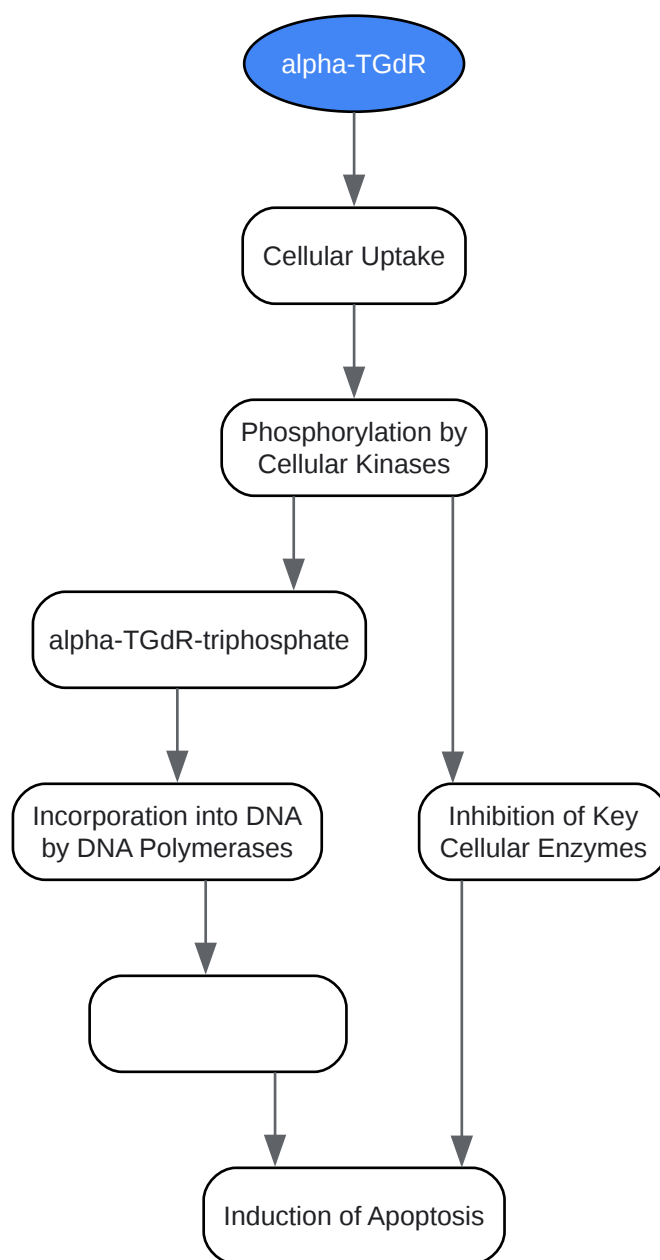 alpha-TGdR
Cellular Uptake
Phosphorylation by
Cellular Kinases
alpha-TGdR-triphosphate
Incorporation into DNA
by DNA Polymerases
Inhibition of Key
Cellular Enzymes
Induction of Apoptosis